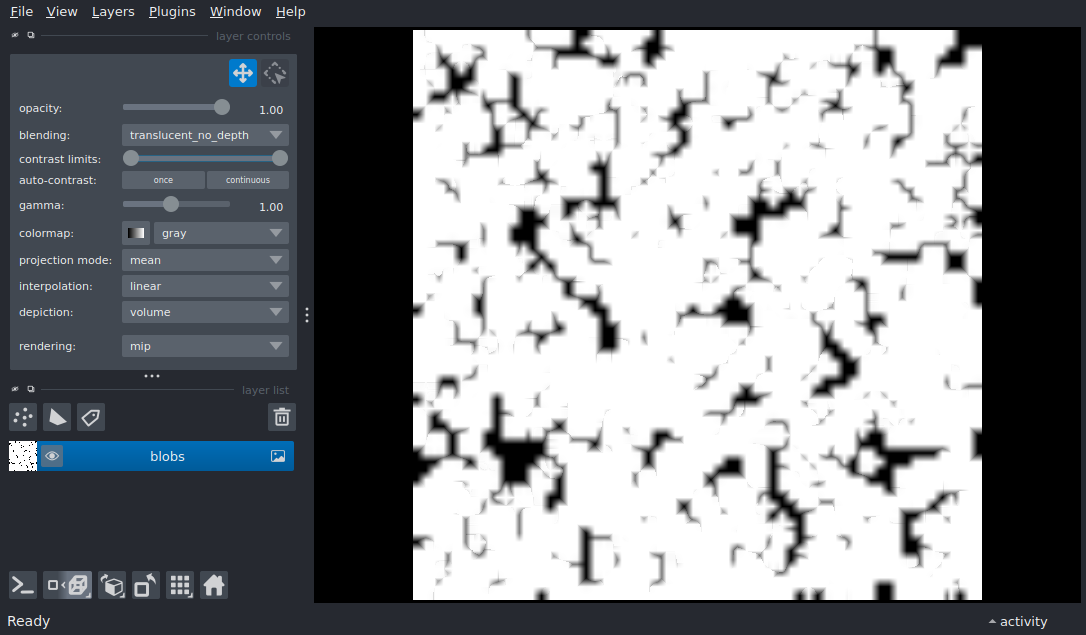 File View Layers Plugins Window Help
layer controls
opacity: 1.00
blending: translucent_no_depth
contrast limits:
auto-contrast: once continuous
gamma: 1.00
colormap: gray
projection mode: mean
interpolation: linear
depiction: volume
rendering: mip
layer list
blobs
Ready
activity